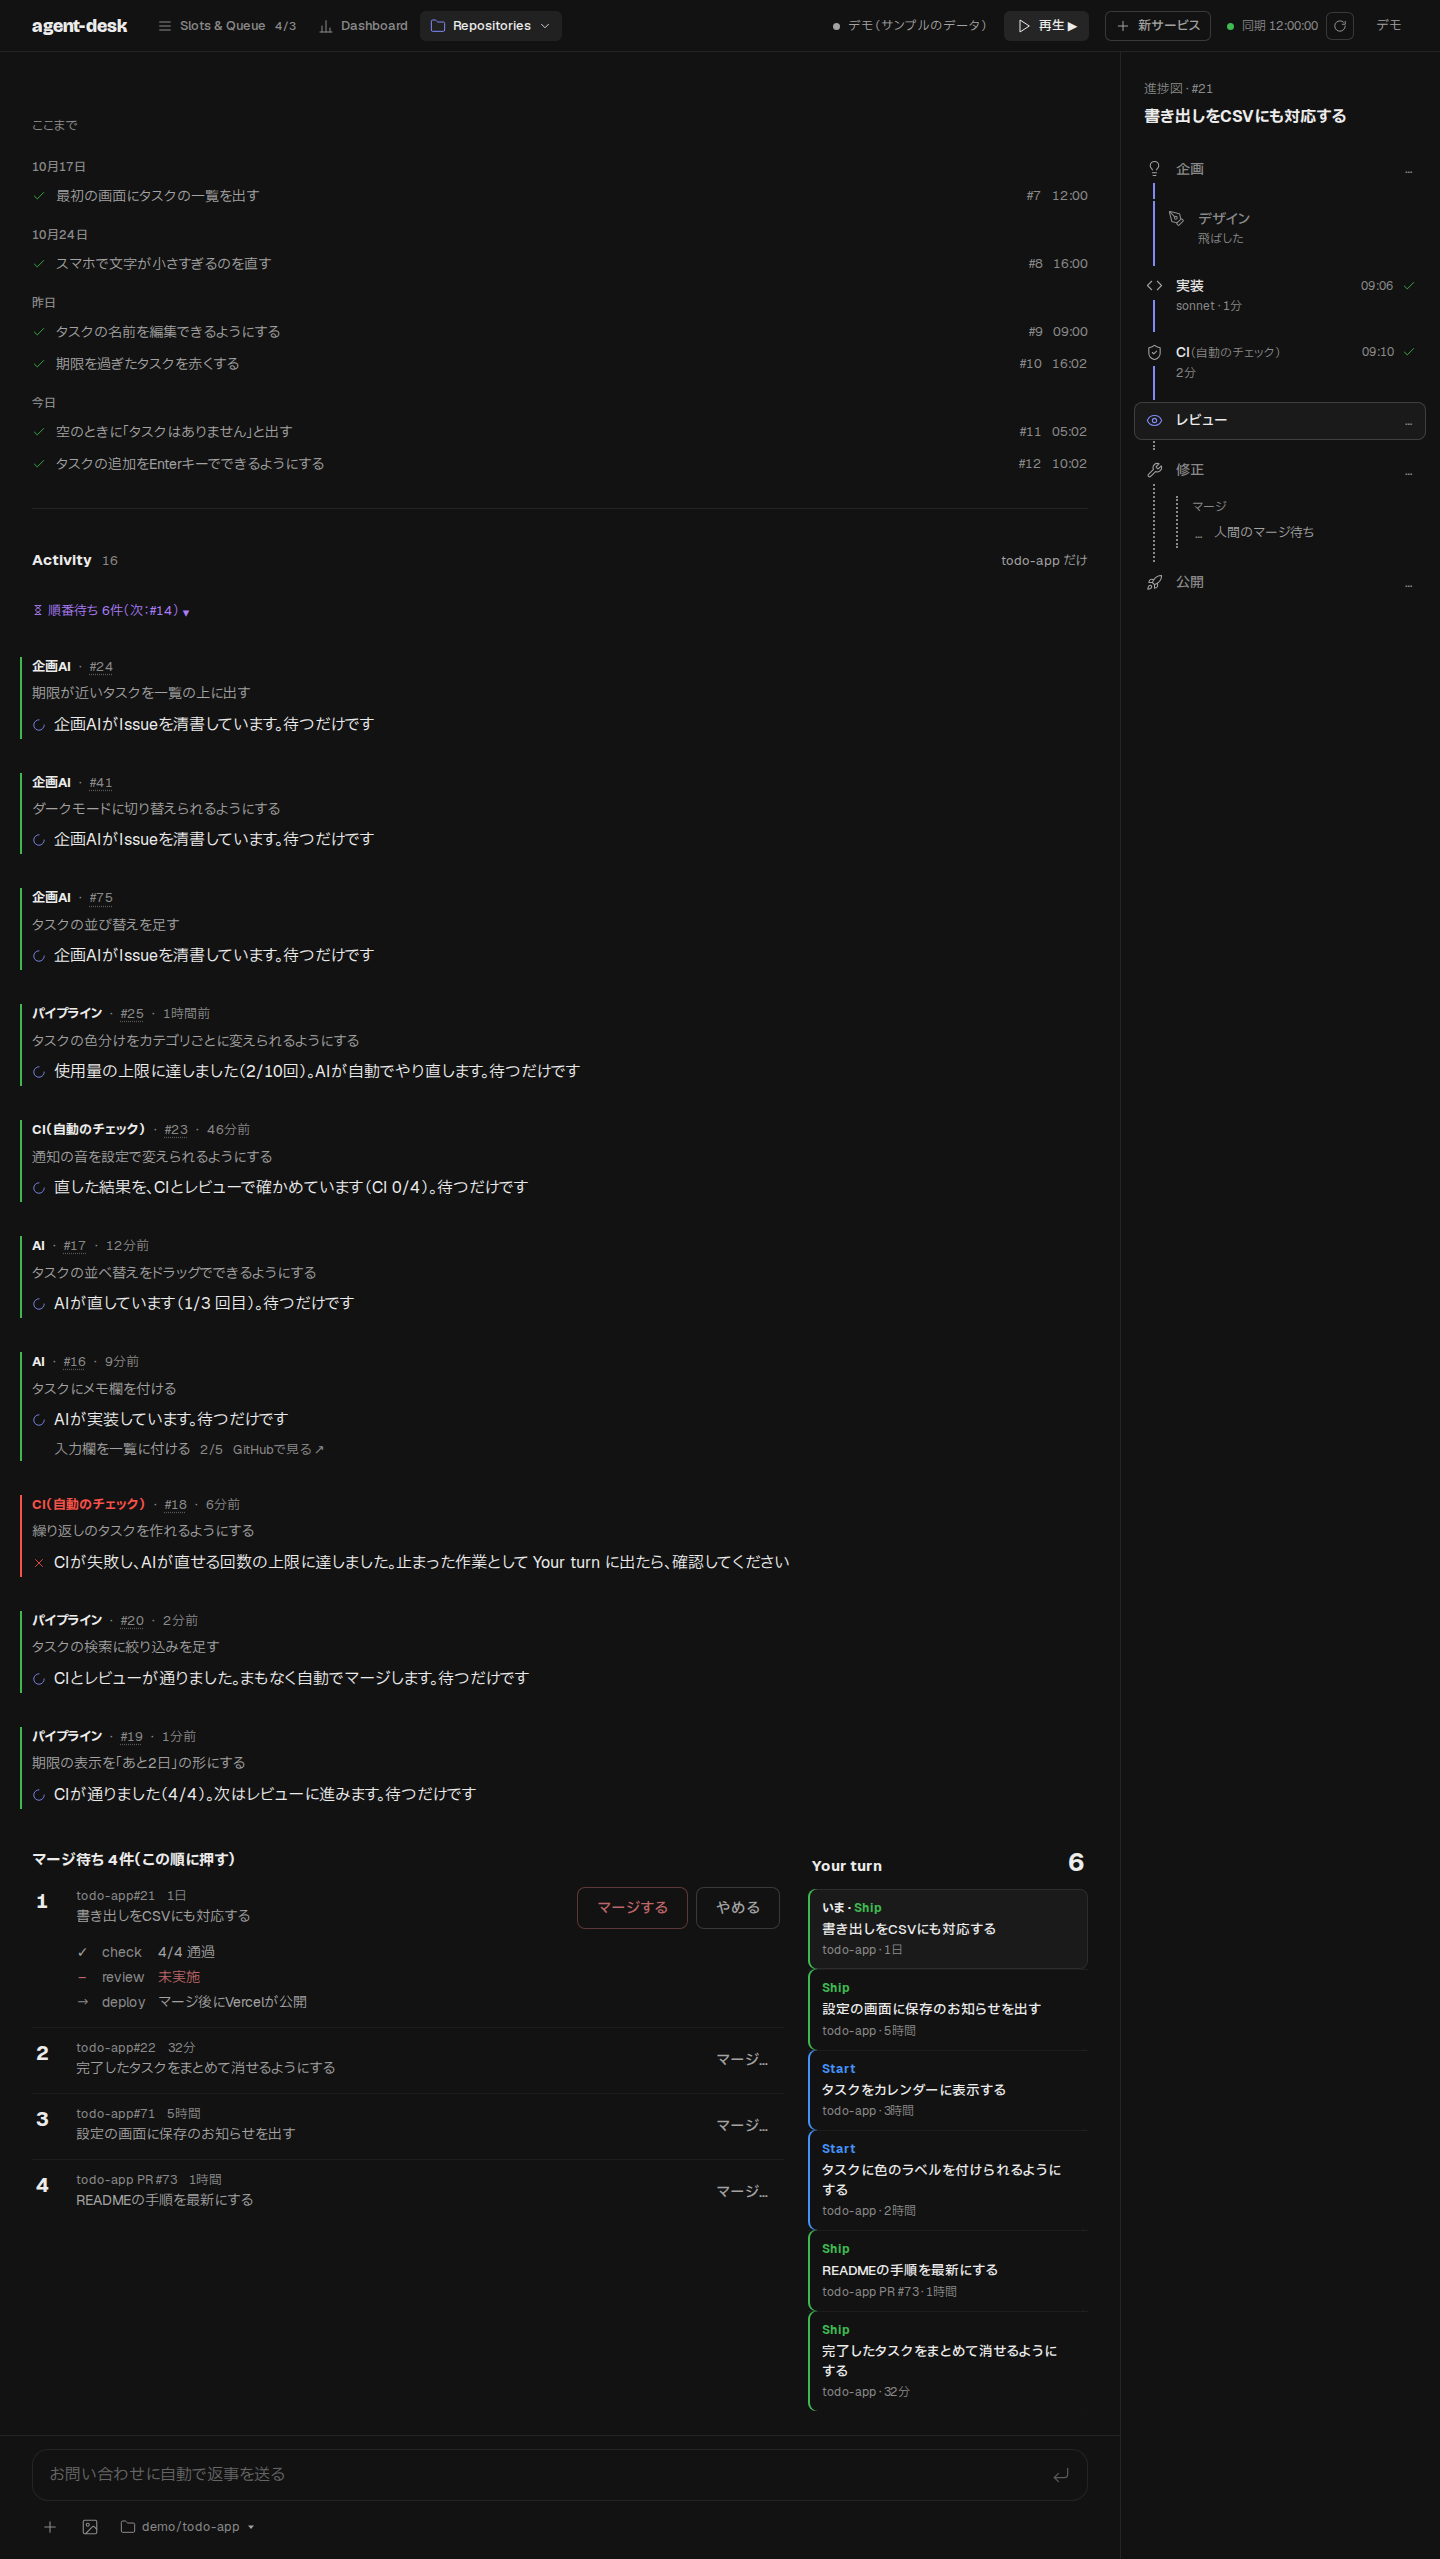 agent-desk
Slots & Queue 4/3
Dashboard
Repositories
デモ（サンプルのデータ）
再生 ▶
新サービス
同期 12:00:00
デモ
ここまで
10月17日
最初の画面にタスクの一覧を出す #7 12:00
10月24日
スマホで文字が小さすぎるのを直す #8 16:00
昨日
タスクの名前を編集できるようにする #9 09:00
期限を過ぎたタスクを赤くする #10 16:02
今日
空のときに「タスクはありません」と出す #11 05:02
タスクの追加をEnterキーでできるようにする #12 10:02
Activity 16 todo-app だけ
順番待ち 6件（次：#14）▼
企画AI · #24
期限が近いタスクを一覧の上に出す
企画AIがIssueを清書しています。待つだけです
企画AI · #41
ダークモードに切り替えられるようにする
企画AIがIssueを清書しています。待つだけです
企画AI · #75
タスクの並び替えを足す
企画AIがIssueを清書しています。待つだけです
パイプライン · #25 · 1時間前
タスクの色分けをカテゴリごとに変えられるようにする
使用量の上限に達しました（2/10回）。AIが自動でやり直します。待つだけです
CI（自動のチェック） · #23 · 46分前
通知の音を設定で変えられるようにする
直した結果を、CIとレビューで確かめています（CI 0/4）。待つだけです
AI · #17 · 12分前
タスクの並べ替えをドラッグでできるようにする
AIが直しています（1/3 回目）。待つだけです
AI · #16 · 9分前
タスクにメモ欄を付ける
AIが実装しています。待つだけです
入力欄を一覧に付ける 2/5 GitHubで見る ↗
CI（自動のチェック） · #18 · 6分前
繰り返しのタスクを作れるようにする
CIが失敗し、AIが直せる回数の上限に達しました。止まった作業として Your turn に出たら、確認してください
パイプライン · #20 · 2分前
タスクの検索に絞り込みを足す
CIとレビューが通りました。まもなく自動でマージします。待つだけです
パイプライン · #19 · 1分前
期限の表示を「あと2日」の形にする
CIが通りました（4/4）。次はレビューに進みます。待つだけです
マージ待ち 4件（この順に押す）
1 todo-app#21 1日
書き出しをCSVにも対応する
マージする
やめる
✓ check 4/4 通過
– review 未実施
→ deploy マージ後にVercelが公開
2 todo-app#22 32分
完了したタスクをまとめて消せるようにする
マージ…
3 todo-app#71 5時間
設定の画面に保存のお知らせを出す
マージ…
4 todo-app PR #73 1時間
READMEの手順を最新にする
マージ…
Your turn 6
いま · Ship
書き出しをCSVにも対応する
todo-app · 1日
Ship
設定の画面に保存のお知らせを出す
todo-app · 5時間
Start
タスクをカレンダーに表示する
todo-app · 3時間
Start
タスクに色のラベルを付けられるように
する
todo-app · 2時間
Ship
READMEの手順を最新にする
todo-app PR #73 · 1時間
Ship
完了したタスクをまとめて消せるように
する
todo-app · 32分
お問い合わせに自動で返事を送る
demo/todo-app
進捗図 · #21
書き出しをCSVにも対応する
企画 …
デザイン
飛ばした
実装 09:06
sonnet · 1分
CI（自動のチェック） 09:10
2分
レビュー …
修正 …
マージ
… 人間のマージ待ち
公開 …